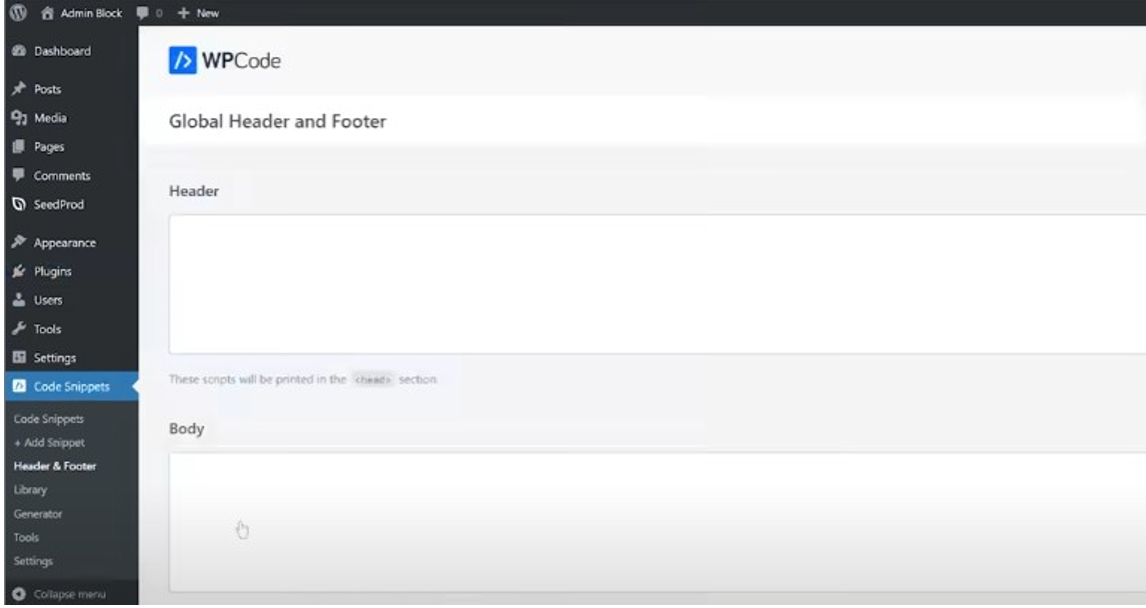 Admin Block 0 + New
Dashboard
Posts
Media
Pages
Comments
SeedProd
Appearance
Plugins
Users
Tools
Settings
Code Snippets
Code Snippets
+ Add Snippet
Header & Footer
Library
Generator
Tools
Settings
Collapse menu
WPCode
Global Header and Footer
Header
These scripts will be printed in the <head> section
Body